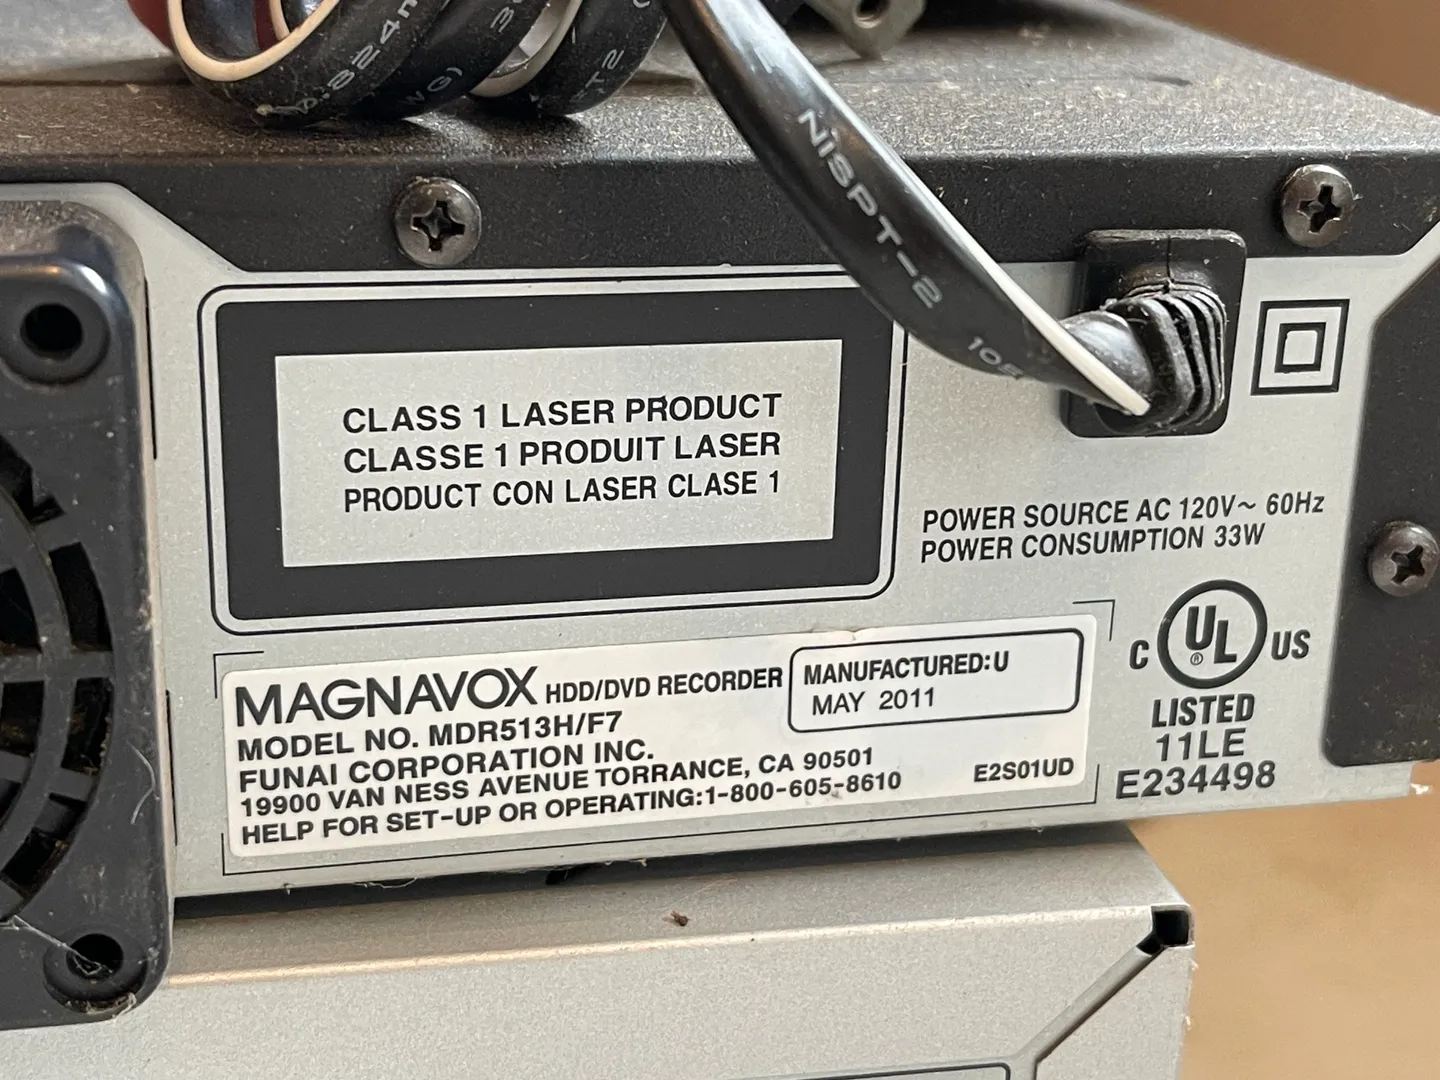 NiSPT-2
CLASS 1 LASER PRODUCT
CLASSE 1 PRODUIT LASER
PRODUCT CON LASER CLASE 1
POWER SOURCE AC 120V~ 60Hz
POWER CONSUMPTION 33W
MAGNAVOX HDD/DVD RECORDER
MODEL NO. MDR513H/F7
FUNAI CORPORATION INC.
19900 VAN NESS AVENUE TORRANCE, CA 90501
HELP FOR SET-UP OR OPERATING:1-800-605-8610
MANUFACTURED:U
MAY 2011
E2S01UD
C UL® US
LISTED
11LE
E234498